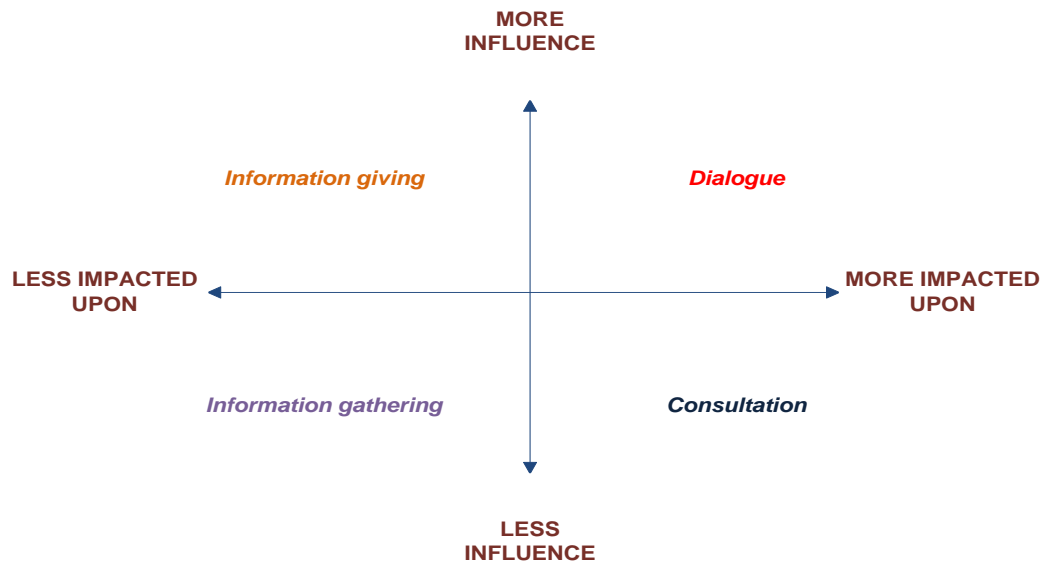 MORE
INFLUENCE
Information giving
Dialogue
LESS IMPACTED
UPON
MORE IMPACTED
UPON
Information gathering
Consultation
LESS
INFLUENCE